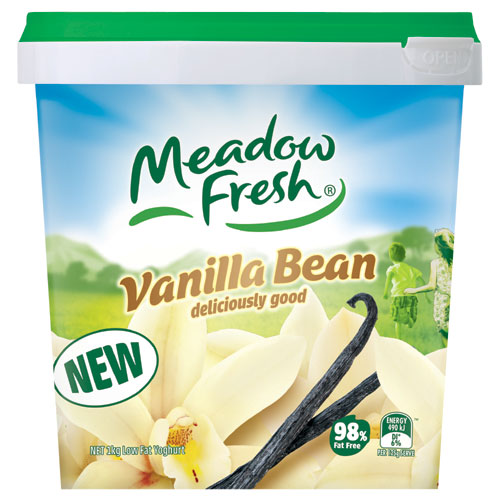 OPEN
Meadow
Fresh®
Vanilla Bean
deliciously good
NEW
NET 1kg Low Fat Yoghurt
98%
Fat Free
ENERGY
490 kJ
DI*
6%
PER 125g SERVE